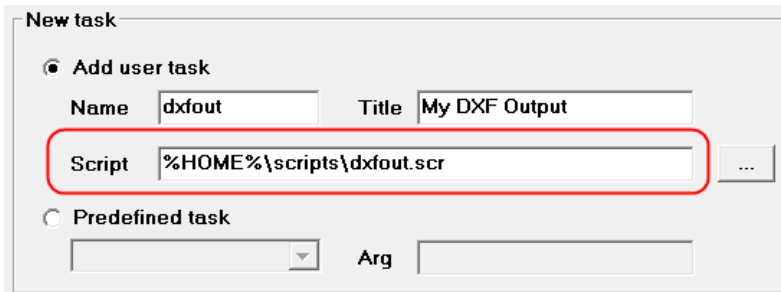 New task
Add user task
Name dxfout Title My DXF Output
Script %HOME%\scripts\dxfout.scr ...
Predefined task
Arg